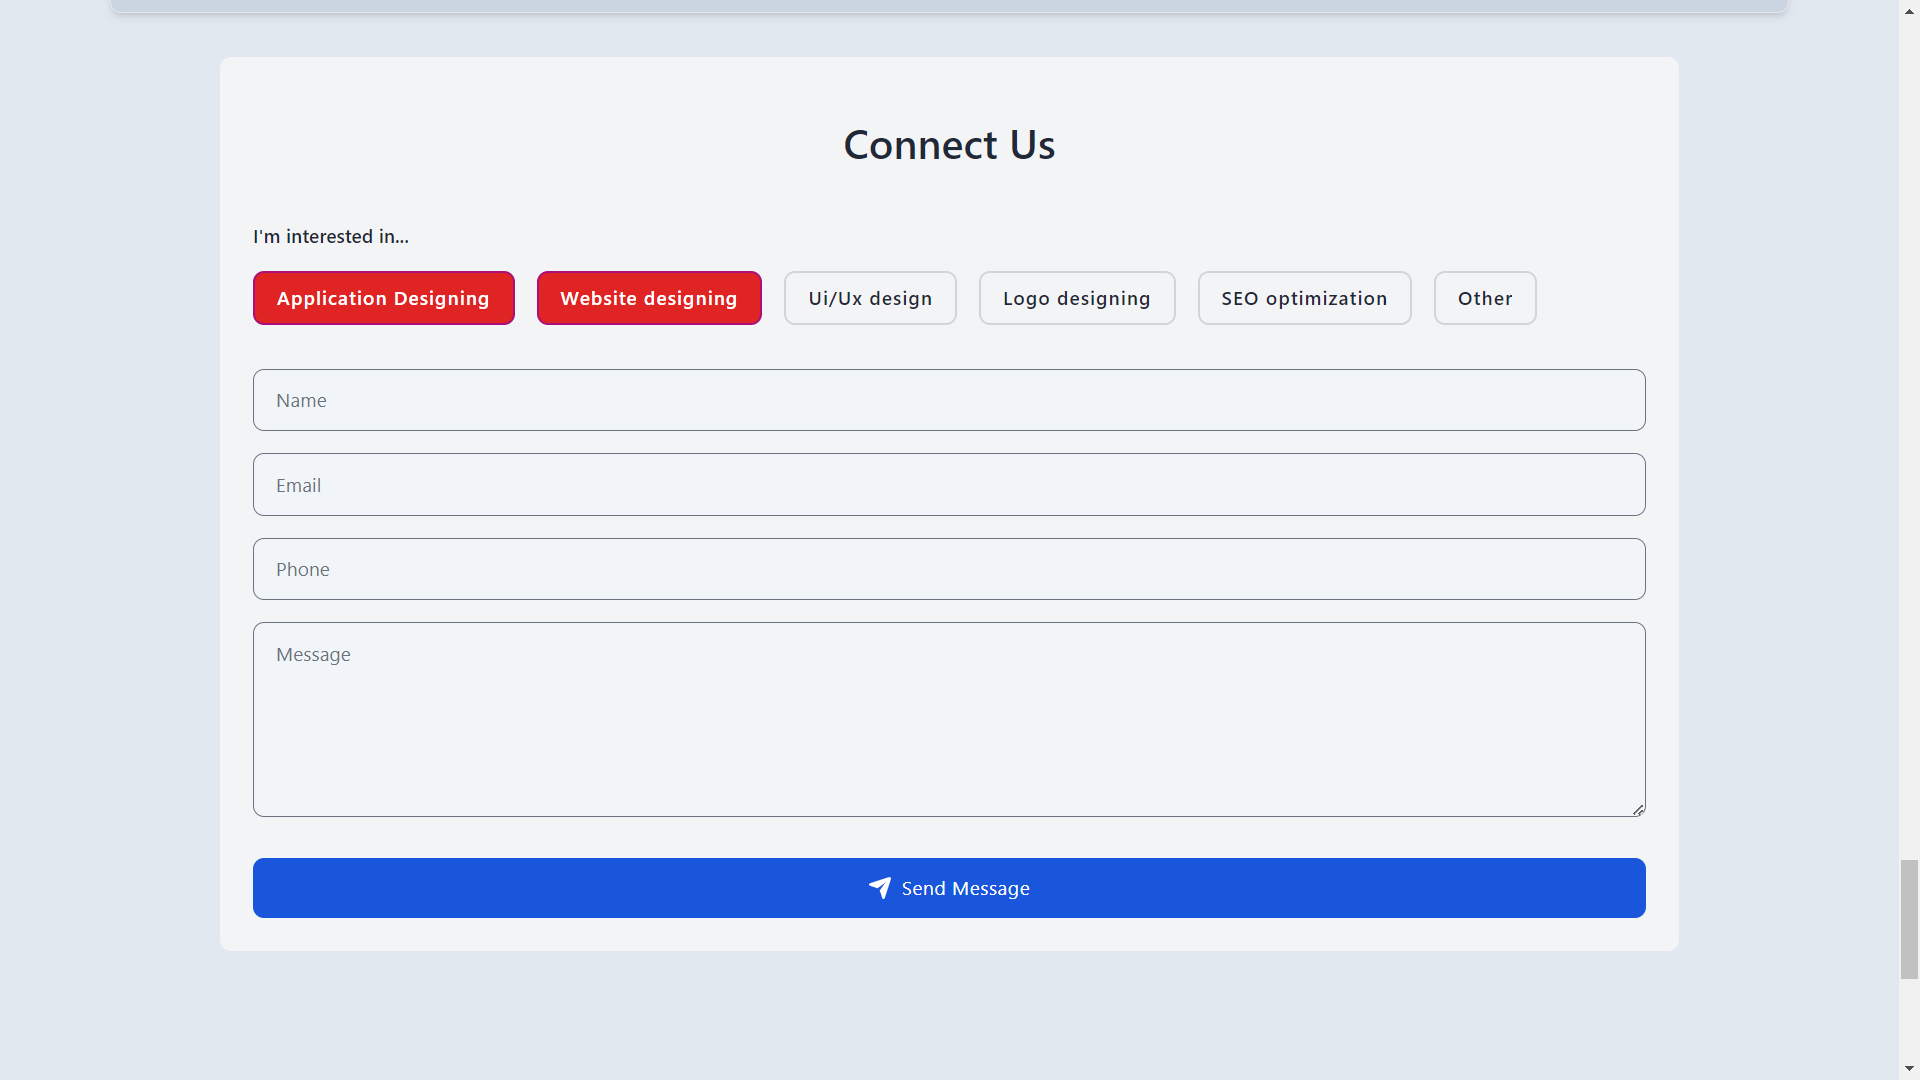 Connect Us
I'm interested in...
Application Designing Website designing Ui/Ux design Logo designing SEO optimization Other
Name
Email
Phone
Message
Send Message